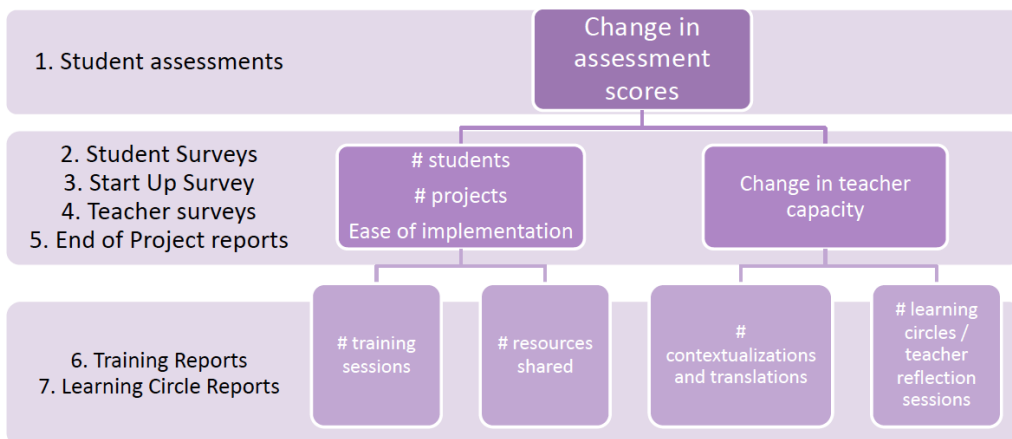 1. Student assessments
Change in
assessment
scores
2. Student Surveys
3. Start Up Survey
4. Teacher surveys
5. End of Project reports
# students
# projects
Ease of implementation
Change in teacher
capacity
6. Training Reports
7. Learning Circle Reports
# training
sessions
# resources
shared
#
contextualizations
and translations
# learning
circles /
teacher
reflection
sessions